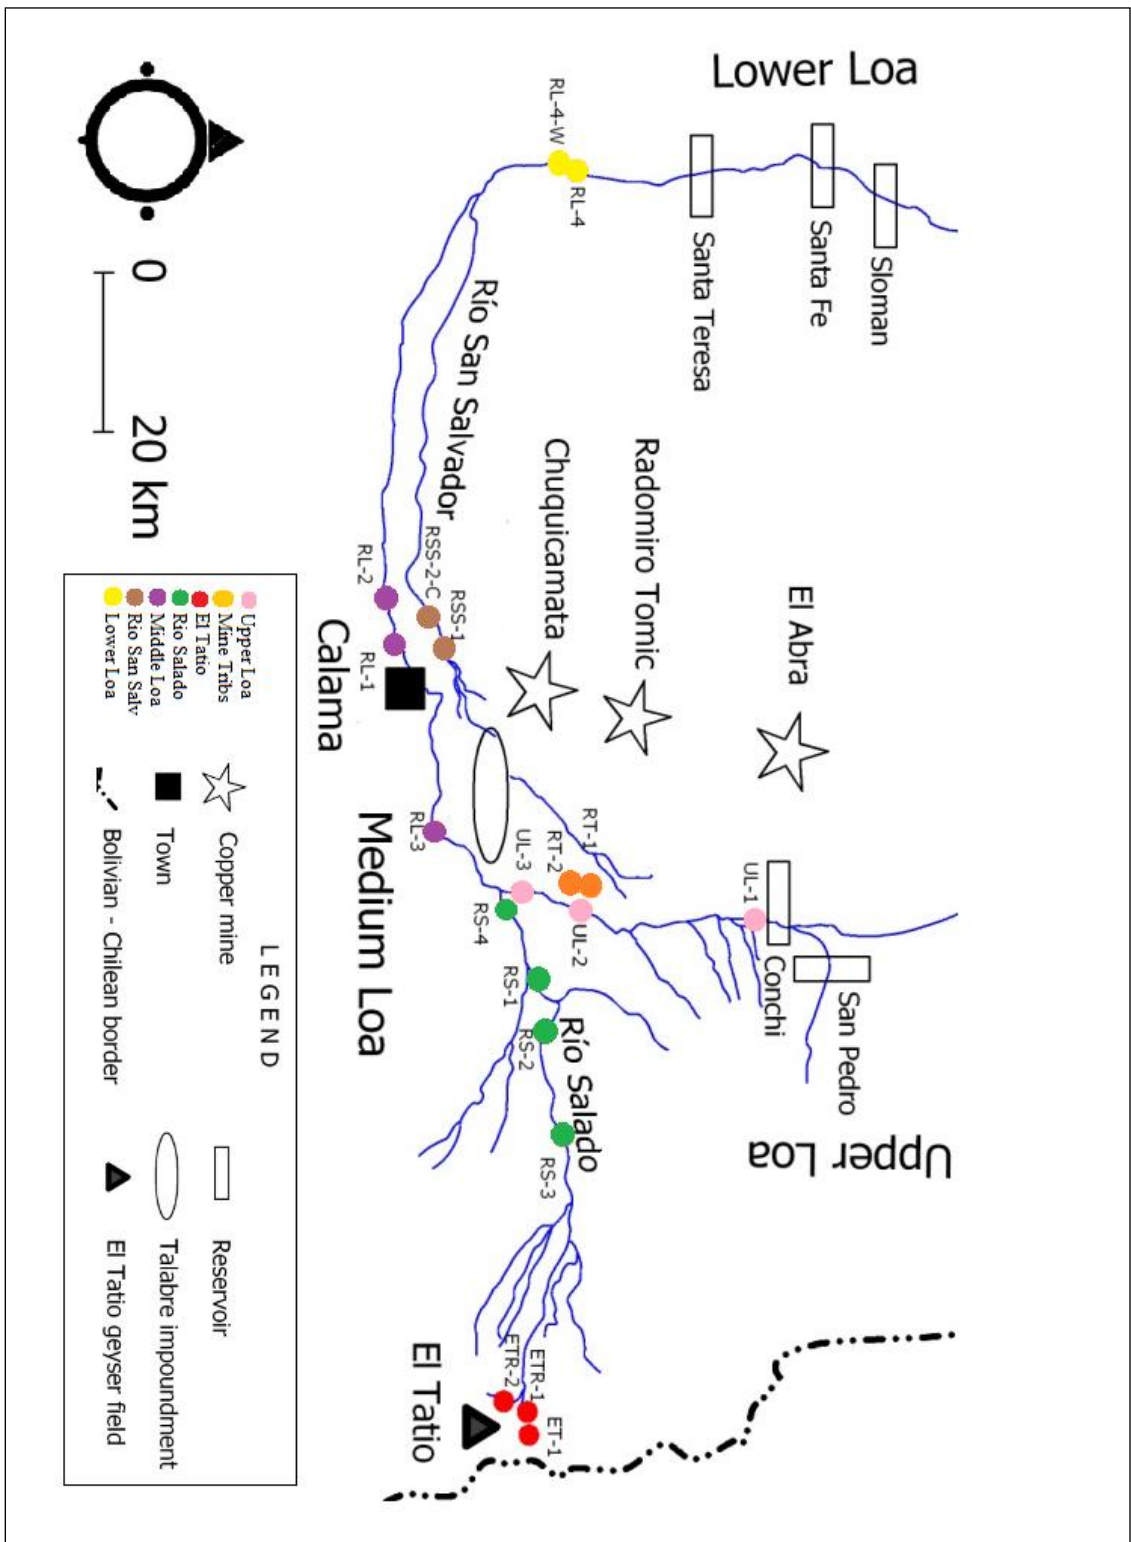 Lower Loa
RL-4-W
RL-4
Santa Teresa
Santa Fe
Sloman
0
20 km
Río San Salvador
Chuquicamata
Radomiro Tomic
El Abra
RSS-2-C
RSS-1
RL-2
RL-1
Calama
RL-3
Medium Loa
UL-3
RT-2
RT-1
UL-2
UL-1
Conchi
San Pedro
Upper Loa
RS-4
RS-1
RS-2
Río Salado
RS-3
ETR-2
ETR-1
ET-1
El Tatio
LEGEND
Upper Loa
Mine Tribs
El Tatio
Rio Salado
Middle Loa
Rio San Salv
Lower Loa
Copper mine
Town
Bolivian - Chilean border
Reservoir
Talabre impoundment
El Tatio geyser field